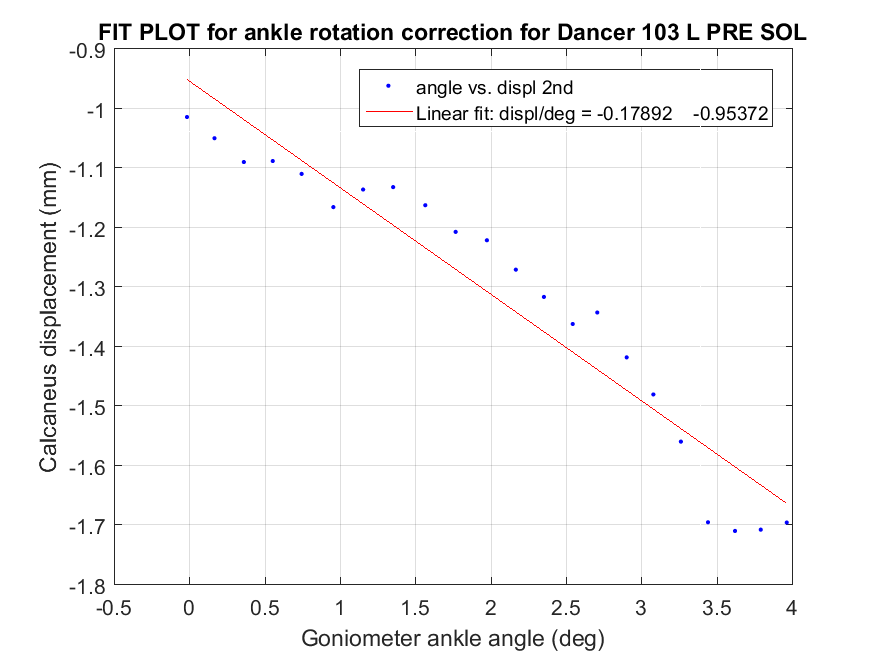 FIT PLOT for ankle rotation correction for Dancer 103 L PRE SOL
-0.9
angle vs. displ 2nd
Linear fit: displ/deg = -0.17892 -0.95372
-1
-1.1
-1.2
-1.3
-1.4
-1.5
-1.6
-1.7
-1.8
Calcaneus displacement (mm)
-0.5 0 0.5 1 1.5 2 2.5 3 3.5 4
Goniometer ankle angle (deg)